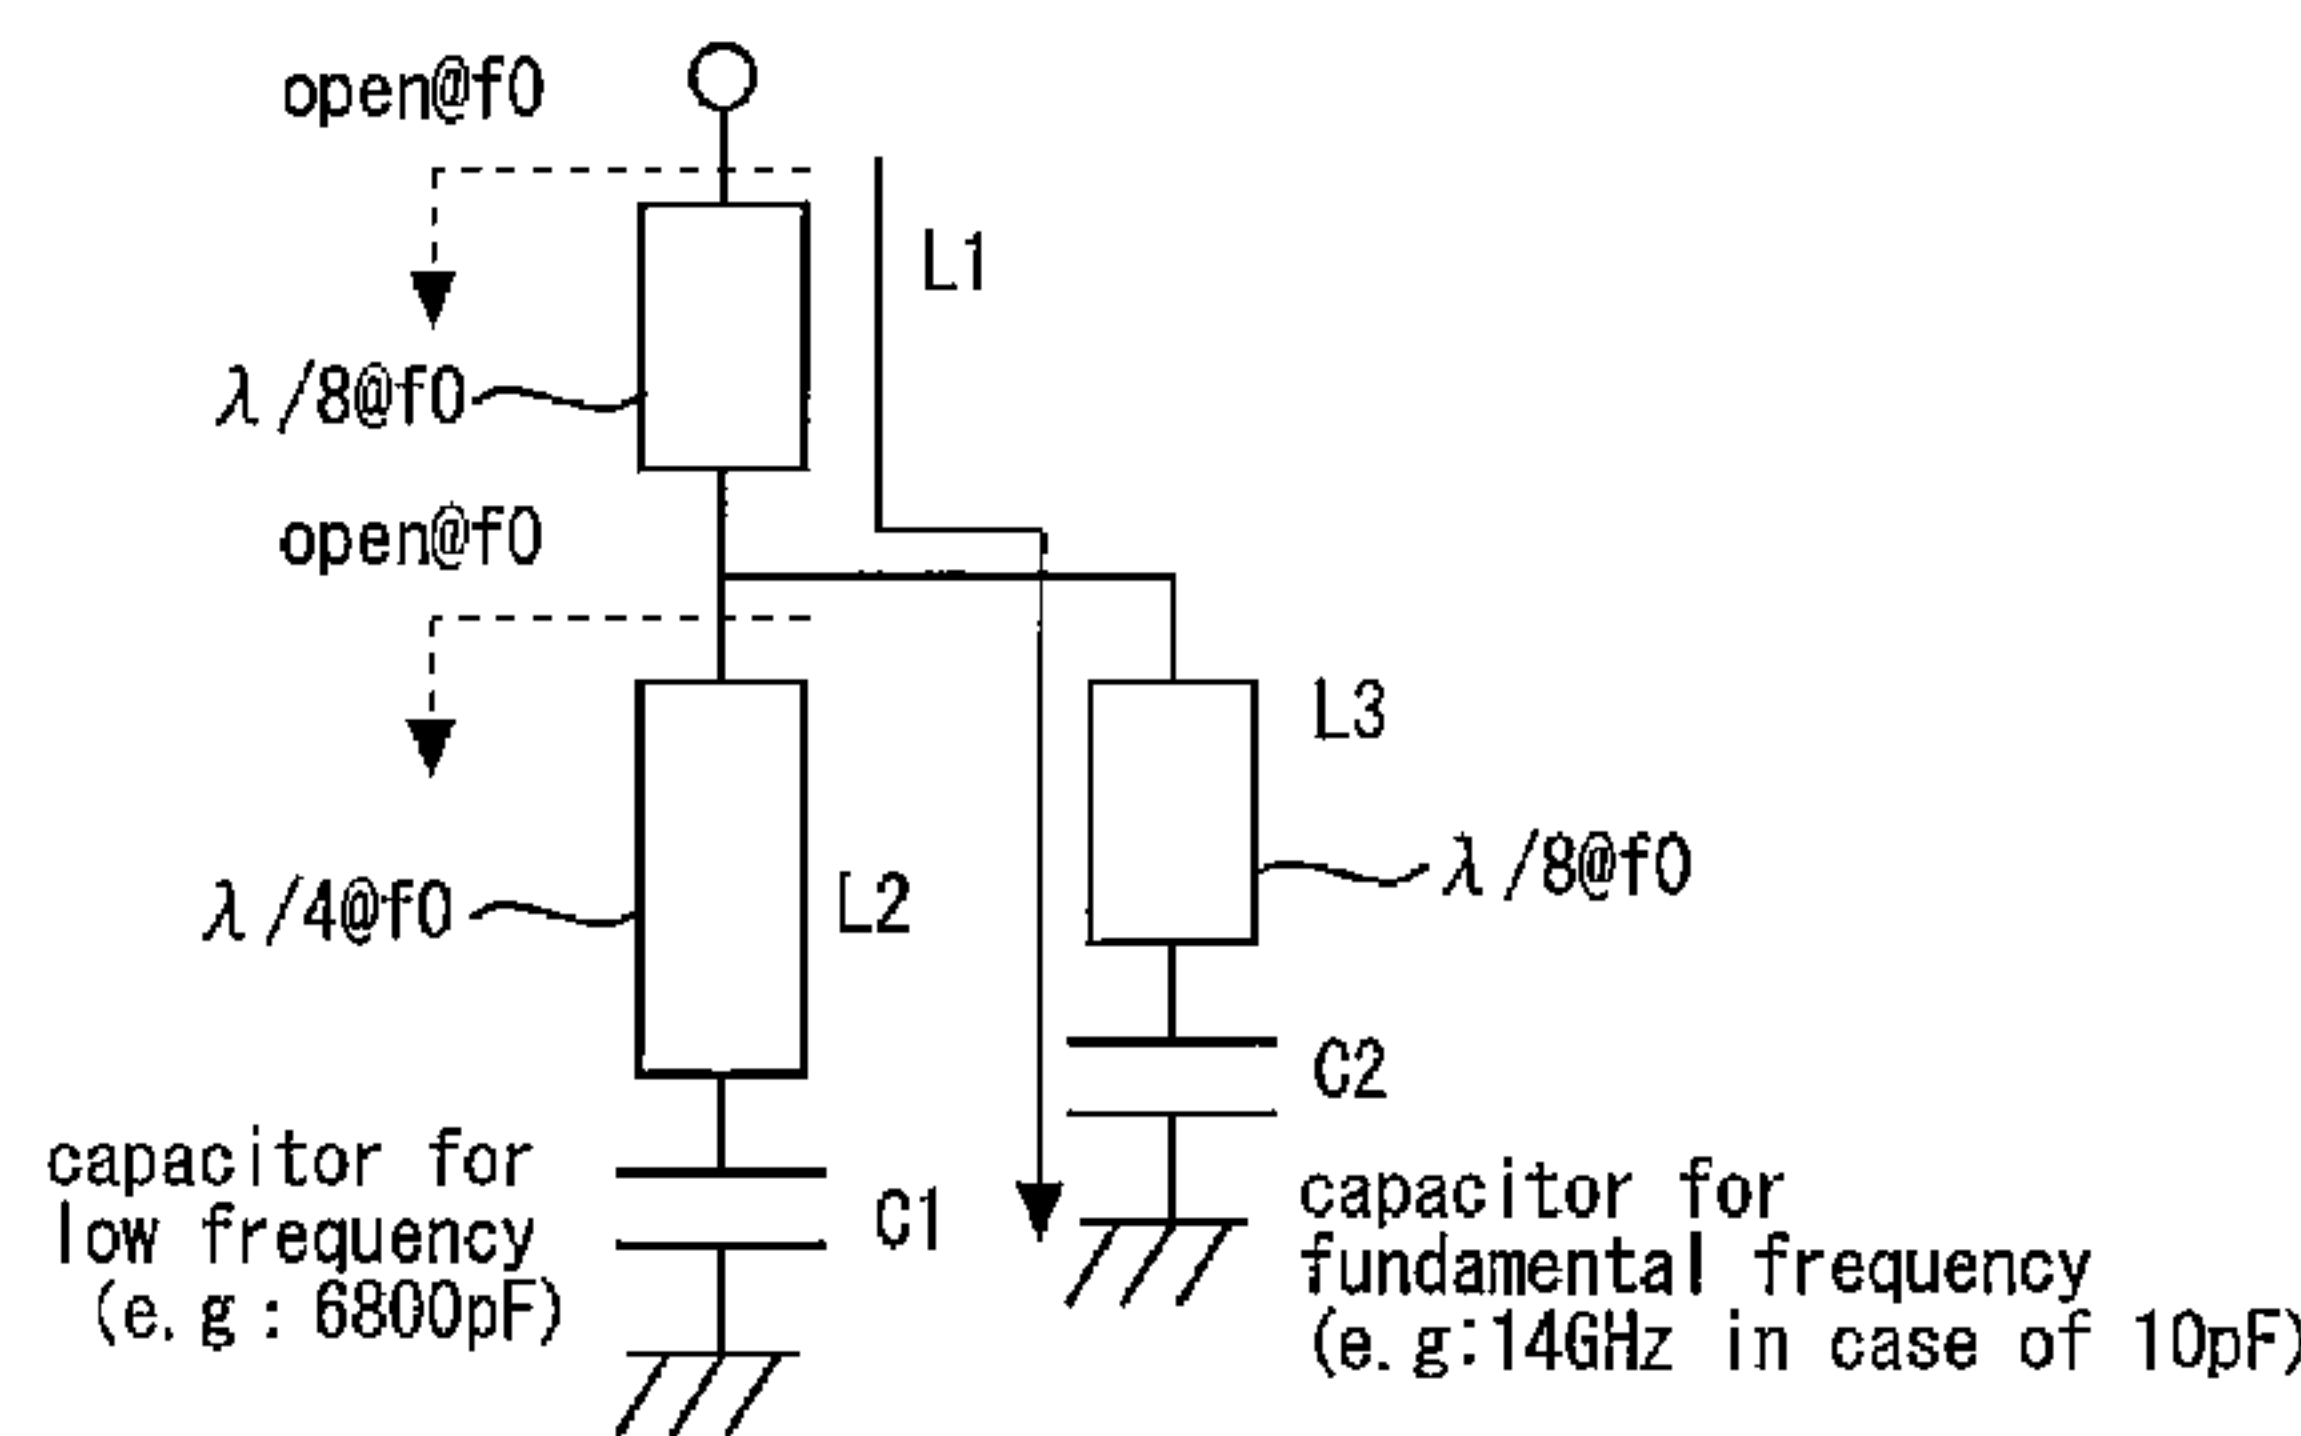 open@f0
L1
λ/8@f0
open@f0
L3
λ/8@f0
L2
λ/4@f0
C2
capacitor for
low frequency
(e.g : 6800pF)
C1
capacitor for
fundamental frequency
(e.g:14GHz in case of 10pF)